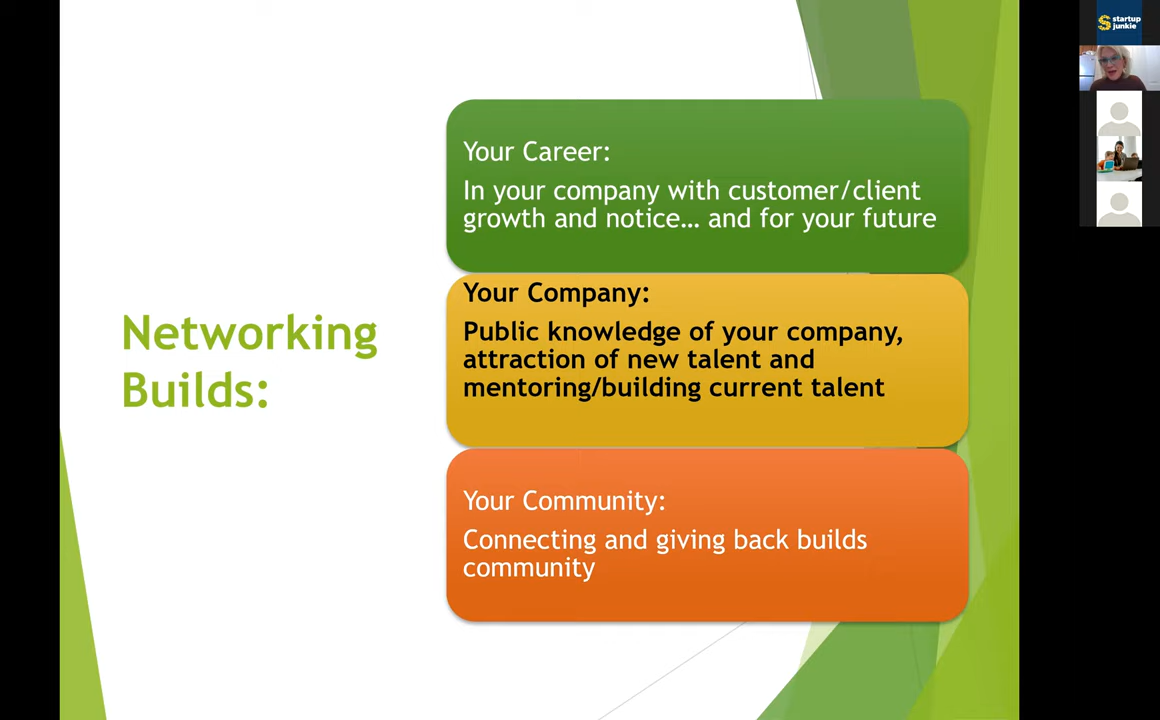 Networking
Builds:
Your Career:
In your company with customer/client
growth and notice... and for your future
Your Company:
Public knowledge of your company,
attraction of new talent and
mentoring/building current talent
Your Community:
Connecting and giving back builds
community
startup
junkie